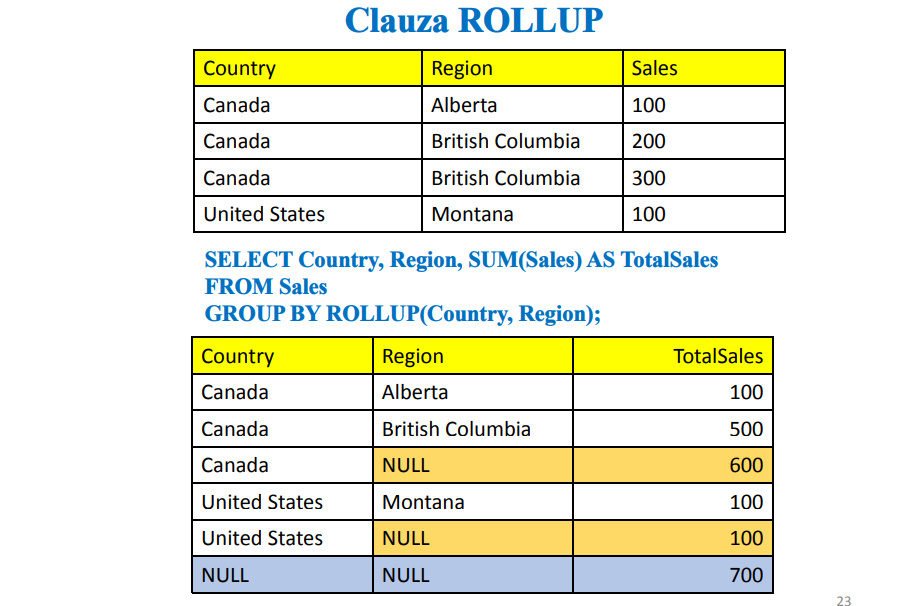 Clauza ROLLUP
Country Region Sales
Canada Alberta 100
Canada British Columbia 200
Canada British Columbia 300
United States Montana 100
SELECT Country, Region, SUM(Sales) AS TotalSales
FROM Sales
GROUP BY ROLLUP(Country, Region);
Country Region TotalSales
Canada Alberta 100
Canada British Columbia 500
Canada NULL 600
United States Montana 100
United States NULL 100
NULL NULL 700
23